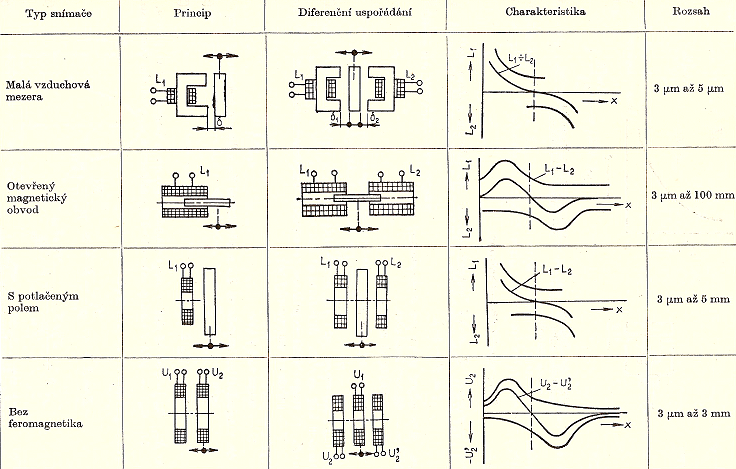 Typ snímače Princip Diferenční uspořádání Charakteristika Rozsah
Malá vzduchová
mezera
L₁
δ
L₁ L₂
δ₁ δ₂
L₁
L₂
L₁÷L₂
x
3 μm až 5 μm
Otevřený
magnetický
obvod
L₁
L₁ L₂
L₁
L₂
L₁–L₂
x
3 μm až 100 mm
S potlačeným
polem
L₁
L₁ L₂
L₁
L₂
L₁–L₂
x
3 μm až 5 mm
Bez
feromagnetika
U₁ U₂
U₁
U₂ U₂'
U₂
-U₂'
U₂–U₂'
x
3 μm až 3 mm